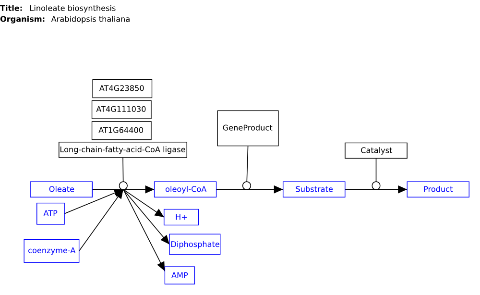 Title: Linoleate biosynthesis
Organism: Arabidopsis thaliana
AT4G23850
AT4G111030
AT1G64400
Long-chain-fatty-acid-CoA ligase
GeneProduct
Catalyst
Oleate
oleoyl-CoA
Substrate
Product
ATP
H+
coenzyme-A
Diphosphate
AMP